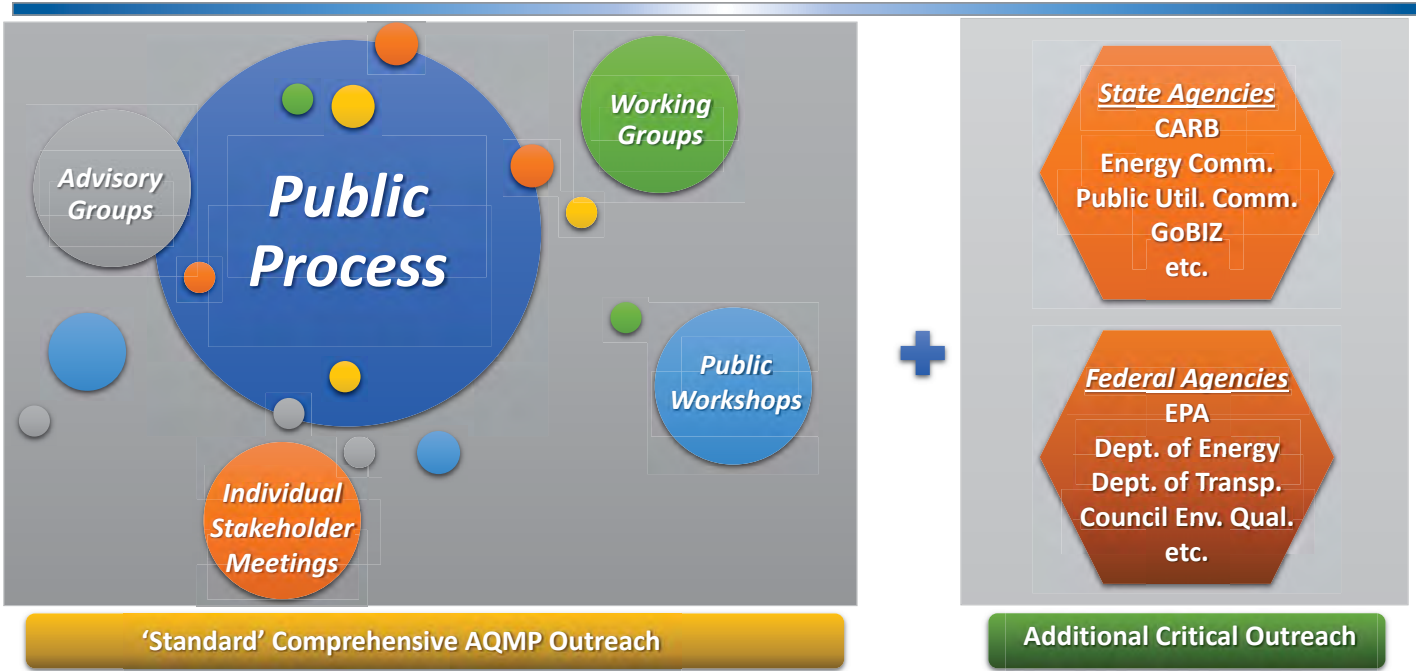 Advisory
Groups
Public
Process
Working
Groups
Public
Workshops
Individual
Stakeholder
Meetings
‘Standard’ Comprehensive AQMP Outreach
State Agencies
CARB
Energy Comm.
Public Util. Comm.
GoBIZ
etc.
Federal Agencies
EPA
Dept. of Energy
Dept. of Transp.
Council Env. Qual.
etc.
Additional Critical Outreach